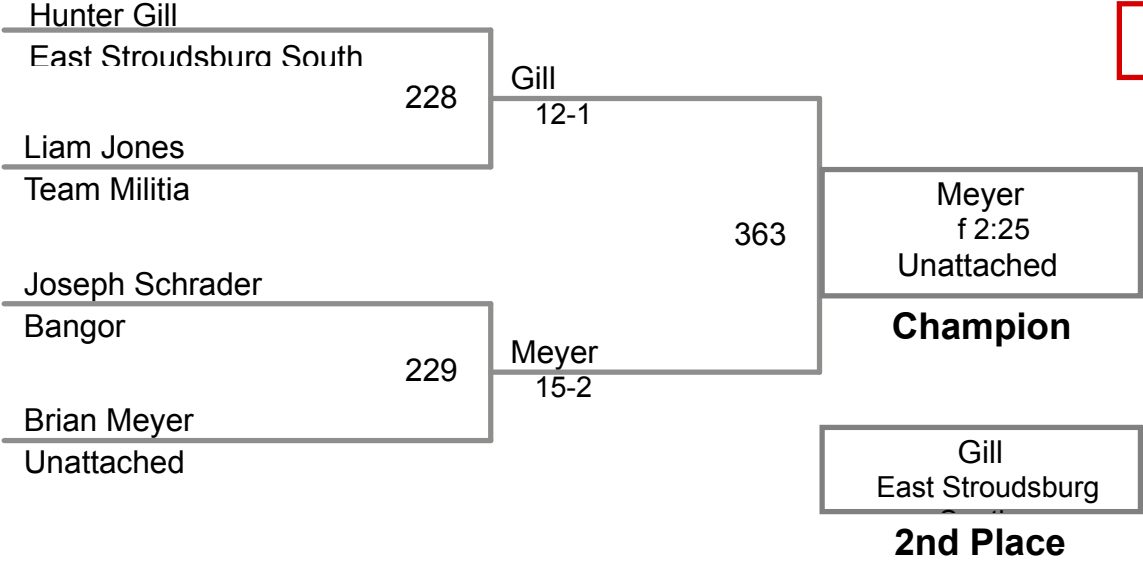 Hunter Gill
East Stroudsburg South
228
Gill
12-1
Liam Jones
Team Militia
363
Meyer
f 2:25
Unattached
Champion
Joseph Schrader
Bangor
229
Meyer
15-2
Brian Meyer
Unattached
Gill
East Stroudsburg
2nd Place